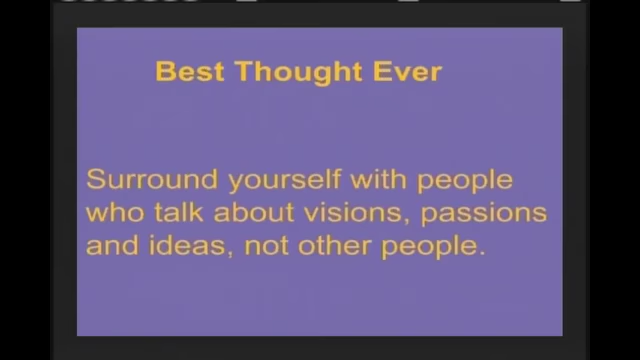 Best Thought Ever
Surround yourself with people
who talk about visions, passions
and ideas, not other people.